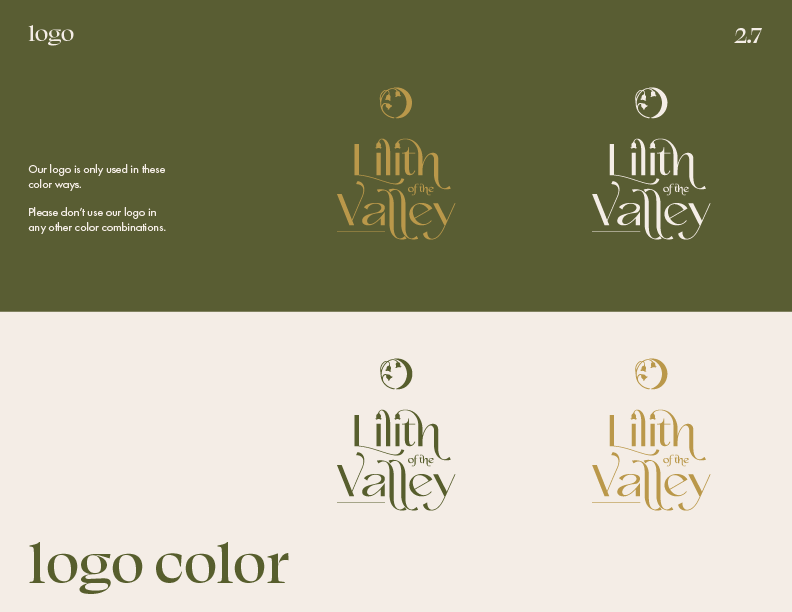 logo
2.7
Our logo is only used in these
color ways.
Please don't use our logo in
any other color combinations.
Lilith
of the
Valley
Lilith
of the
Valley
Lilith
of the
Valley
Lilith
of the
Valley
logo color